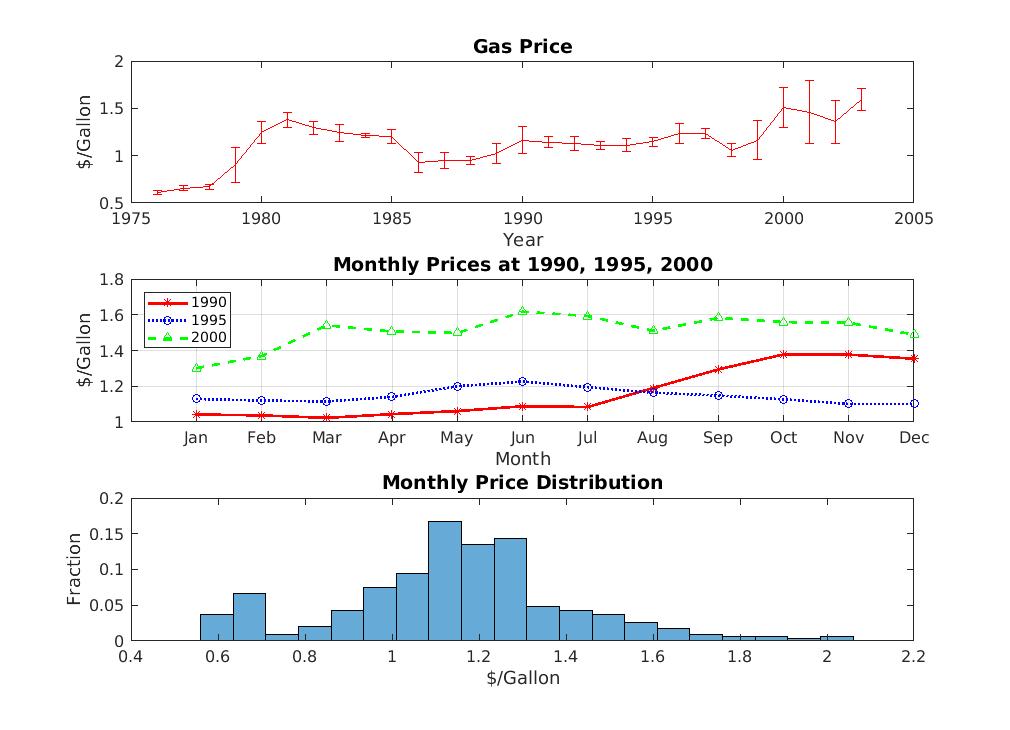 Gas Price
2
1.5
1
0.5
$/Gallon
1975 1980 1985 1990 1995 2000 2005
Year
Monthly Prices at 1990, 1995, 2000
1.8
1.6
1.4
1.2
1
$/Gallon
1990
1995
2000
Jan Feb Mar Apr May Jun Jul Aug Sep Oct Nov Dec
Month
Monthly Price Distribution
0.2
0.15
0.1
0.05
0
Fraction
0.4 0.6 0.8 1 1.2 1.4 1.6 1.8 2 2.2
$/Gallon